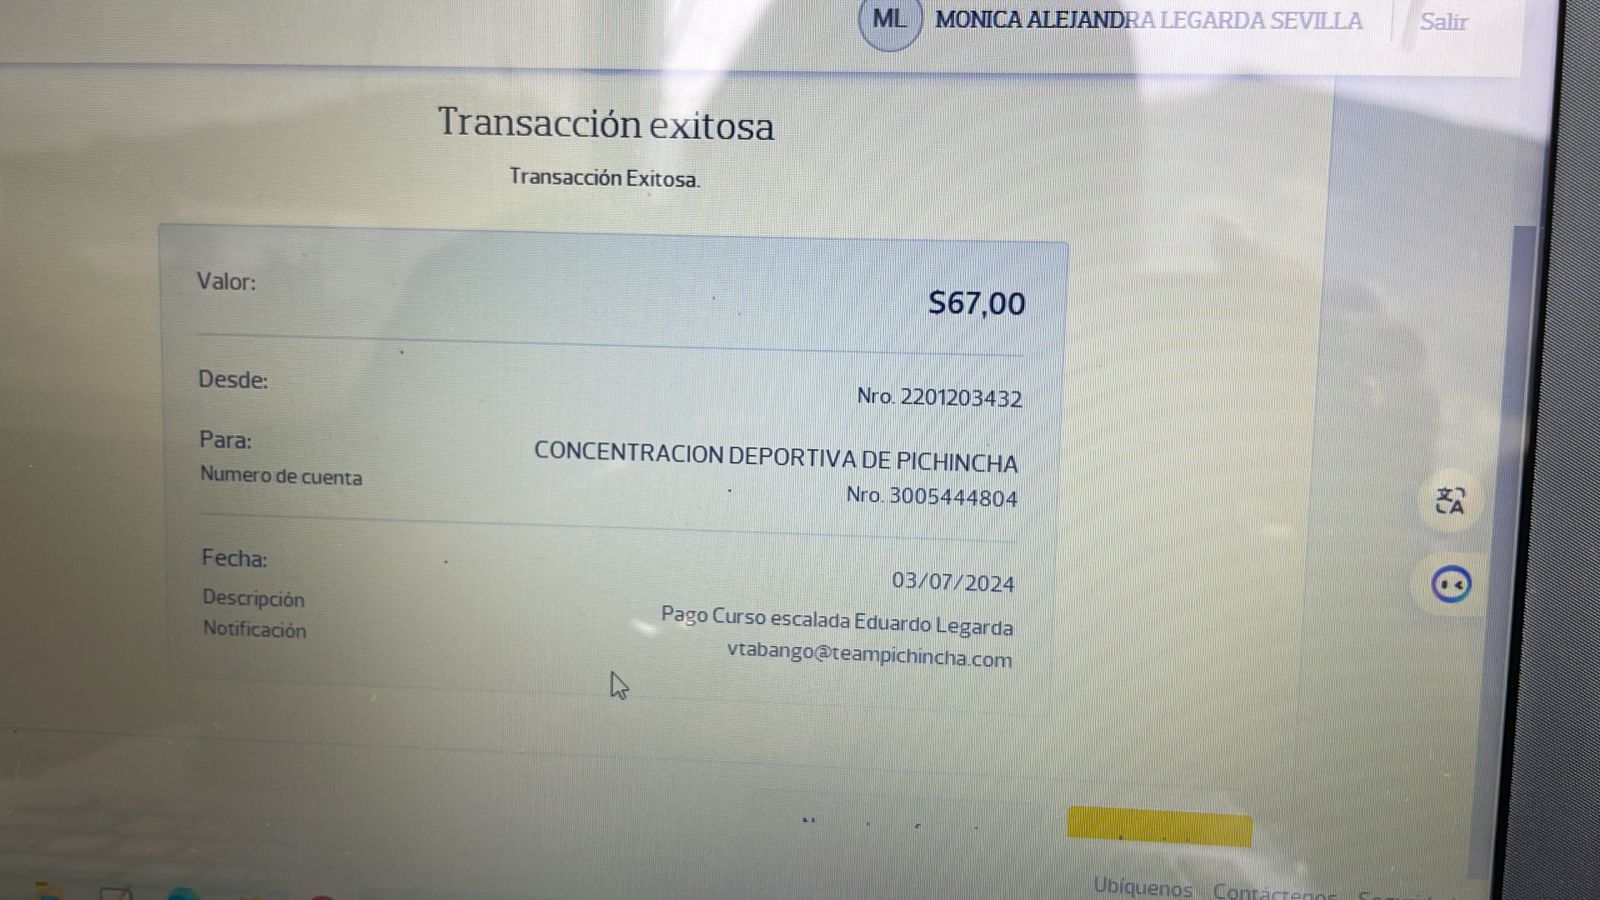 ML MONICA ALEJANDRA LEGARDA SEVILLA Salir
Transacción exitosa
Transacción Exitosa.
Valor: $67,00
Desde: Nro. 2201203432
Para: CONCENTRACION DEPORTIVA DE PICHINCHA
Numero de cuenta Nro. 3005444804
Fecha: 03/07/2024
Descripción Pago Curso escalada Eduardo Legarda
Notificación vtabango@teampichincha.com
Ubíquenos Contáctenos